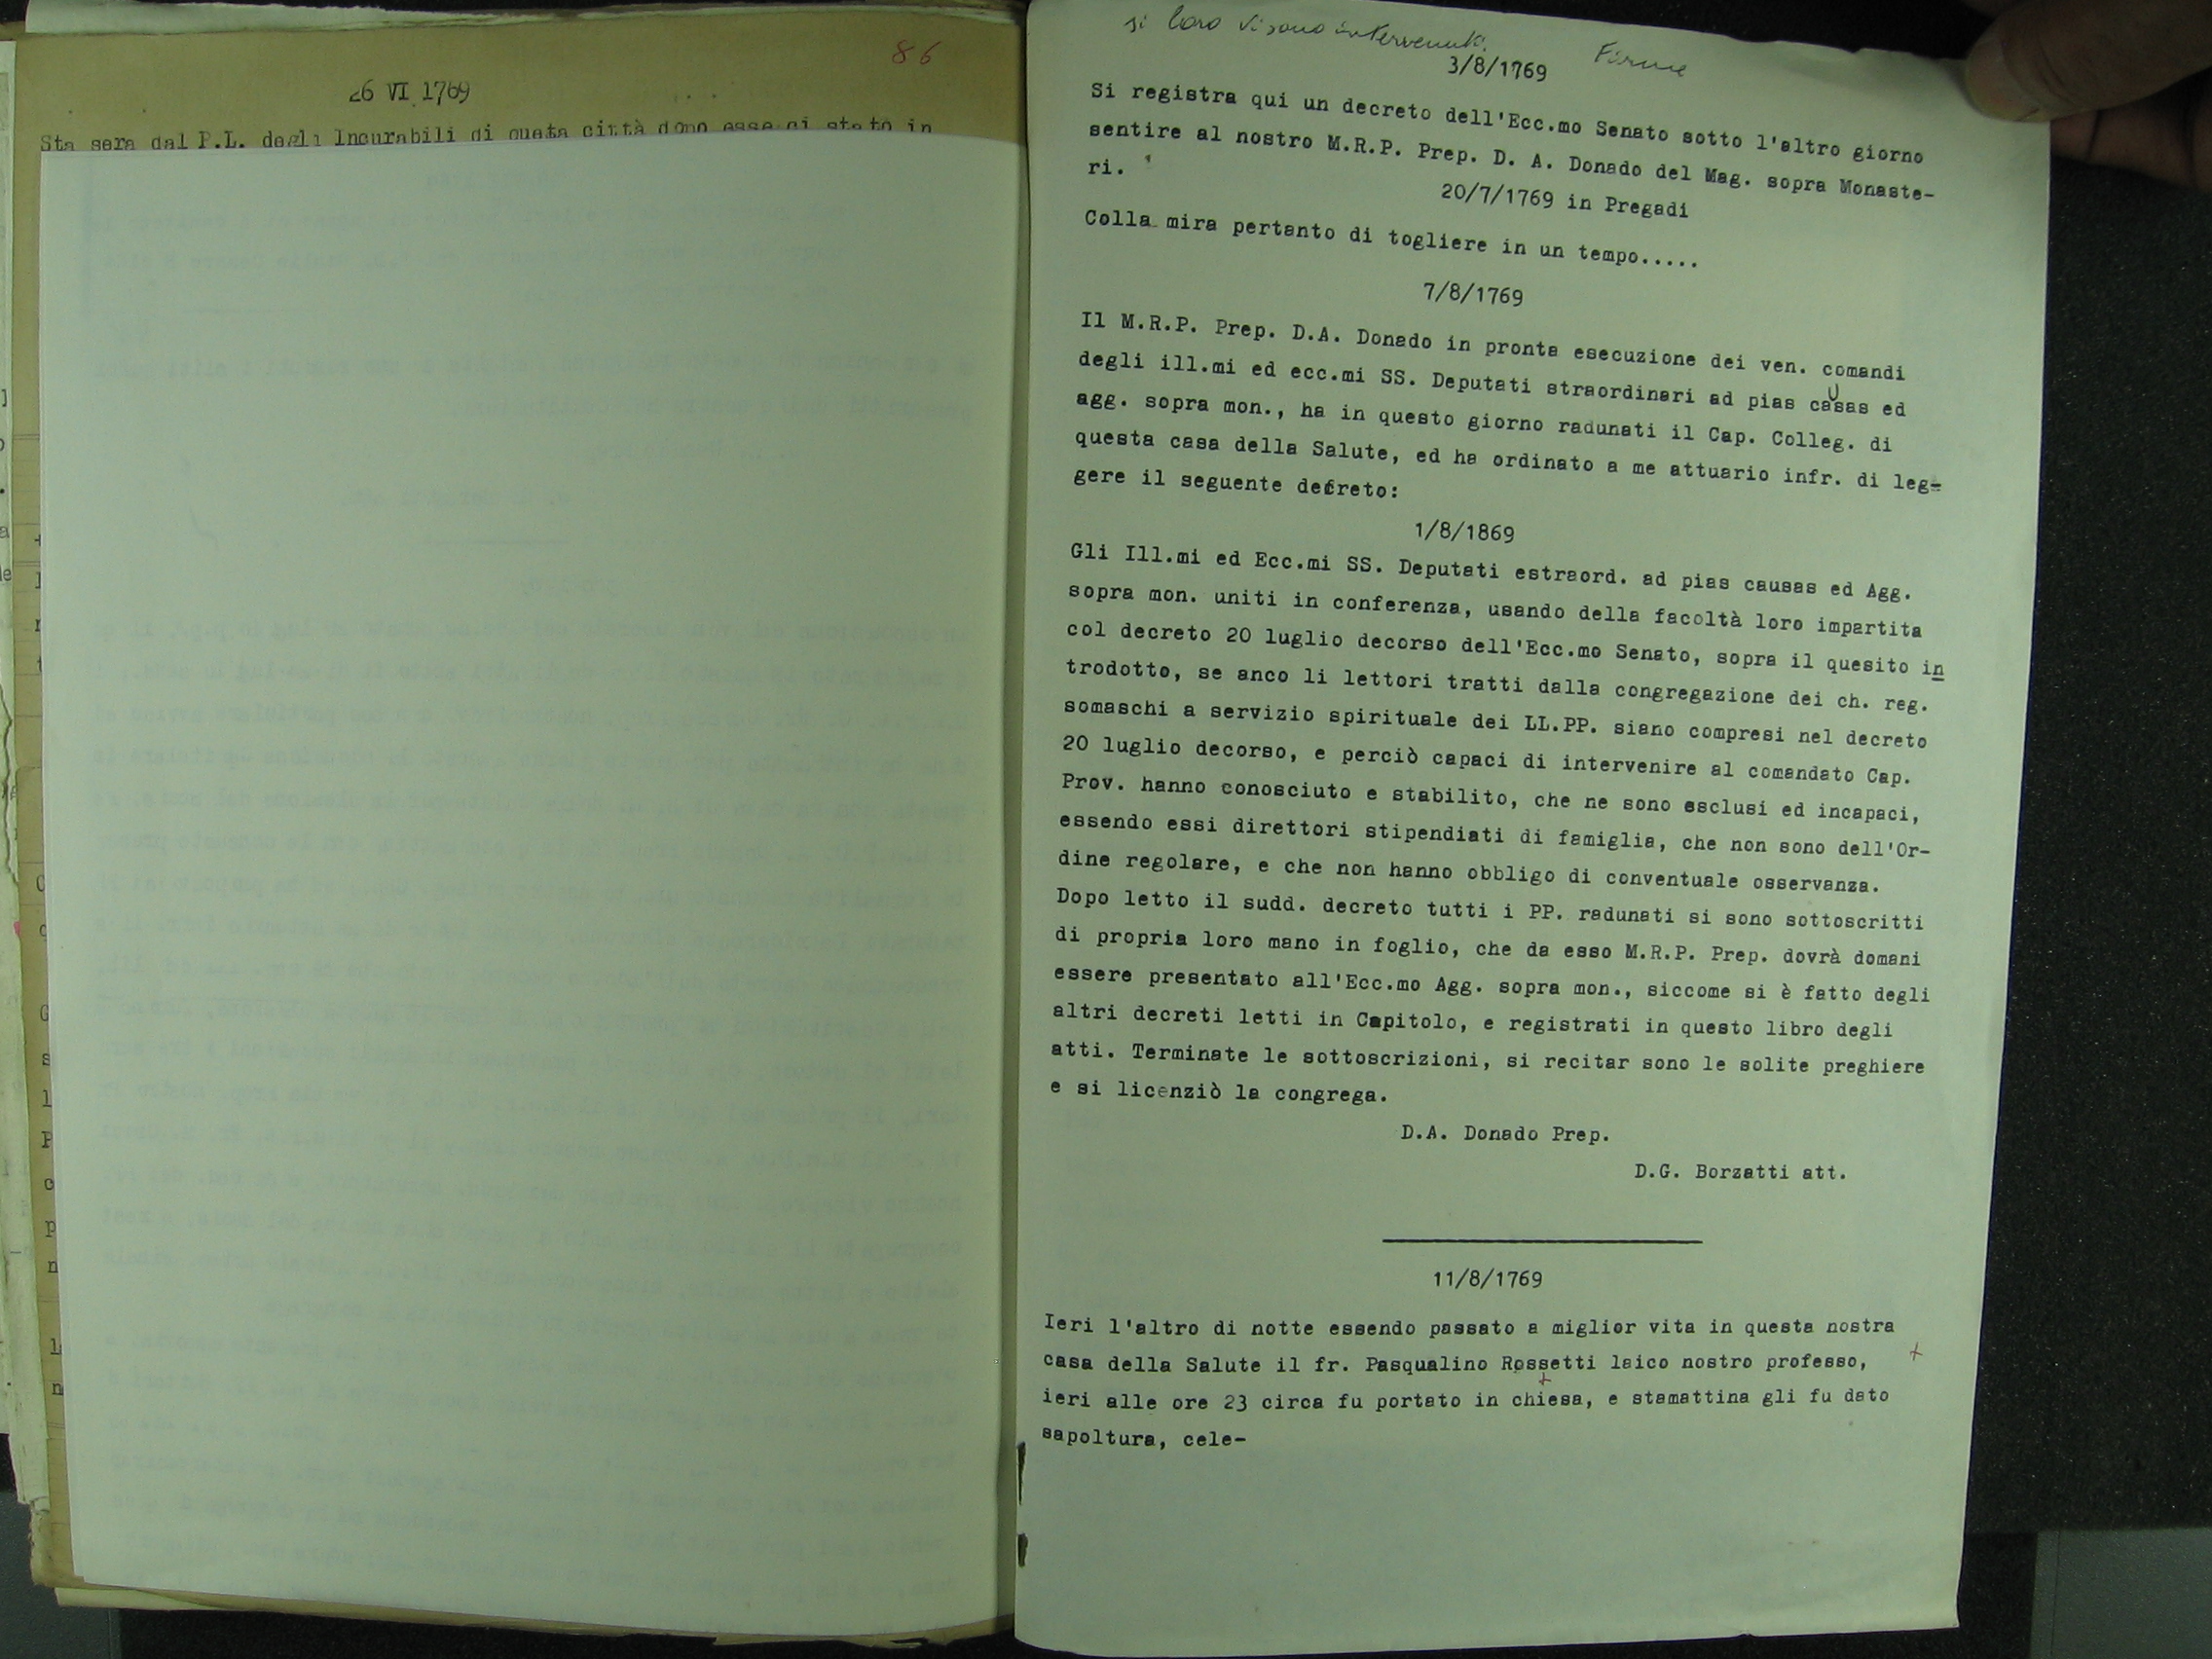 86
26 VI 1769
Sta sera dal P.L. degli Incurabili di questa città dopo esserci stato in
si loro vi sono intervenuti. Firme
3/8/1769
Si registra qui un decreto dell'Ecc.mo Senato sotto l'altro giorno
sentire al nostro M.R.P. Prep. D. A. Donado del Mag. sopra Monaste-
ri.
20/7/1769 in Pregadi
Colla mira pertanto di togliere in un tempo.....
7/8/1769
Il M.R.P. Prep. D.A. Donado in pronta esecuzione dei ven. comandi
degli ill.mi ed ecc.mi SS. Deputati straordinari ad pias causas ed
agg. sopra mon., ha in questo giorno radunati il Cap. Colleg. di
questa casa della Salute, ed ha ordinato a me attuario infr. di leg-
gere il seguente decreto:
1/8/1869
Gli Ill.mi ed Ecc.mi SS. Deputati estraord. ad pias causas ed Agg.
sopra mon. uniti in conferenza, usando della facoltà loro impartita
col decreto 20 luglio decorso dell'Ecc.mo Senato, sopra il quesito in
trodotto, se anco li lettori tratti dalla congregazione dei ch. reg.
somaschi a servizio spirituale dei LL.PP. siano compresi nel decreto
20 luglio decorso, e perciò capaci di intervenire al comandato Cap.
Prov. hanno conosciuto e stabilito, che ne sono esclusi ed incapaci,
essendo essi direttori stipendiati di famiglia, che non sono dell'Or-
dine regolare, e che non hanno obbligo di conventuale osservanza.
Dopo letto il sudd. decreto tutti i PP. radunati si sono sottoscritti
di propria loro mano in foglio, che da esso M.R.P. Prep. dovrà domani
essere presentato all'Ecc.mo Agg. sopra mon., siccome si è fatto degli
altri decreti letti in Capitolo, e registrati in questo libro degli
atti. Terminate le sottoscrizioni, si recitar sono le solite preghiere
e si licenziò la congrega.
D.A. Donado Prep.
D.G. Borzatti att.
11/8/1769
Ieri l'altro di notte essendo passato a miglior vita in questa nostra
casa della Salute il fr. Pasqualino Rossetti laico nostro professo,
ieri alle ore 23 circa fu portato in chiesa, e stamattina gli fu dato
sapoltura, cele-